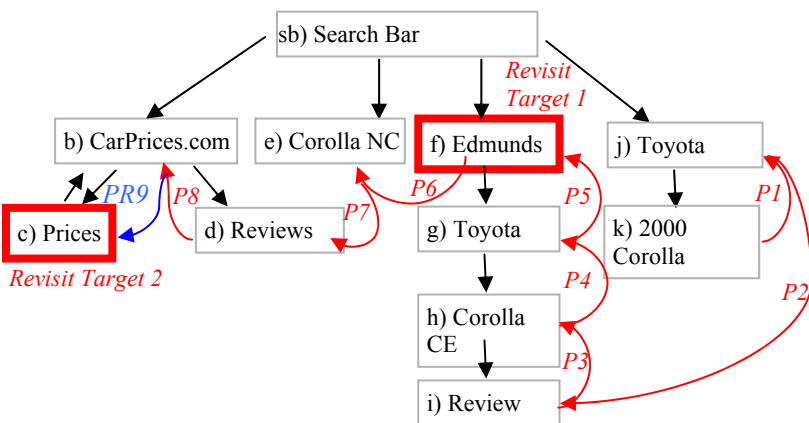 sb) Search Bar
Revisit
Target 1
b) CarPrices.com
e) Corolla NC
f) Edmunds
j) Toyota
PR9
P8
P6
P5
P1
c) Prices
d) Reviews
P7
g) Toyota
k) 2000
Corolla
Revisit Target 2
P4
P2
h) Corolla
CE
P3
i) Review